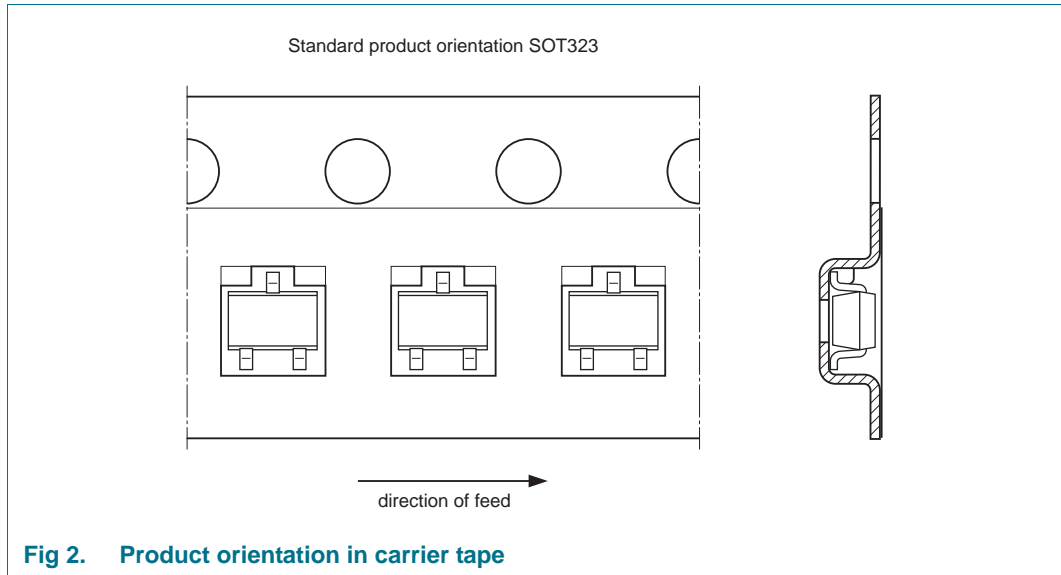 Standard product orientation SOT323
direction of feed
Fig 2. Product orientation in carrier tape